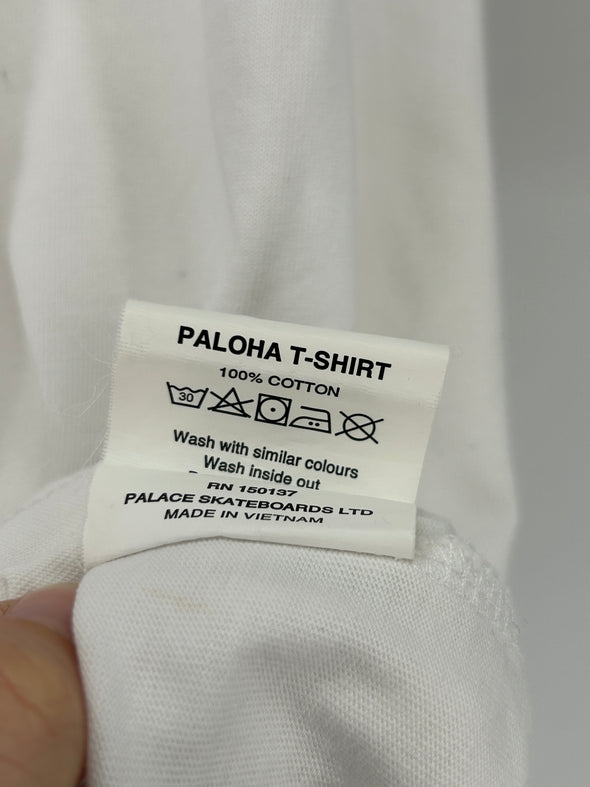 PALOHA T-SHIRT
100% COTTON
30
Wash with similar colours
Wash inside out
RN 150137
PALACE SKATEBOARDS LTD
MADE IN VIETNAM